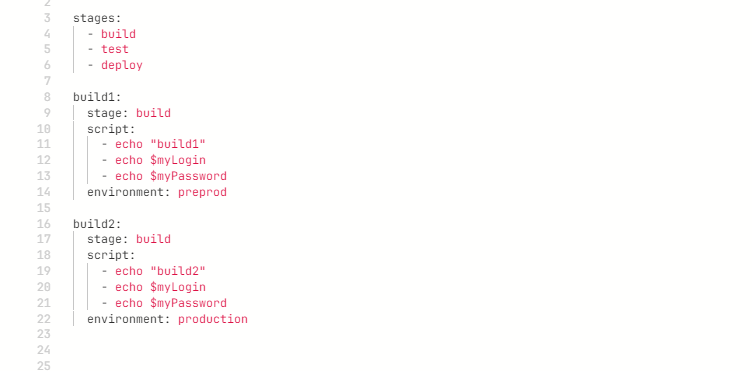 2
3 stages:
4 - build
5 - test
6 - deploy
7
8 build1:
9 stage: build
10 script:
11 - echo "build1"
12 - echo $myLogin
13 - echo $myPassword
14 environment: preprod
15
16 build2:
17 stage: build
18 script:
19 - echo "build2"
20 - echo $myLogin
21 - echo $myPassword
22 environment: production
23
24
25